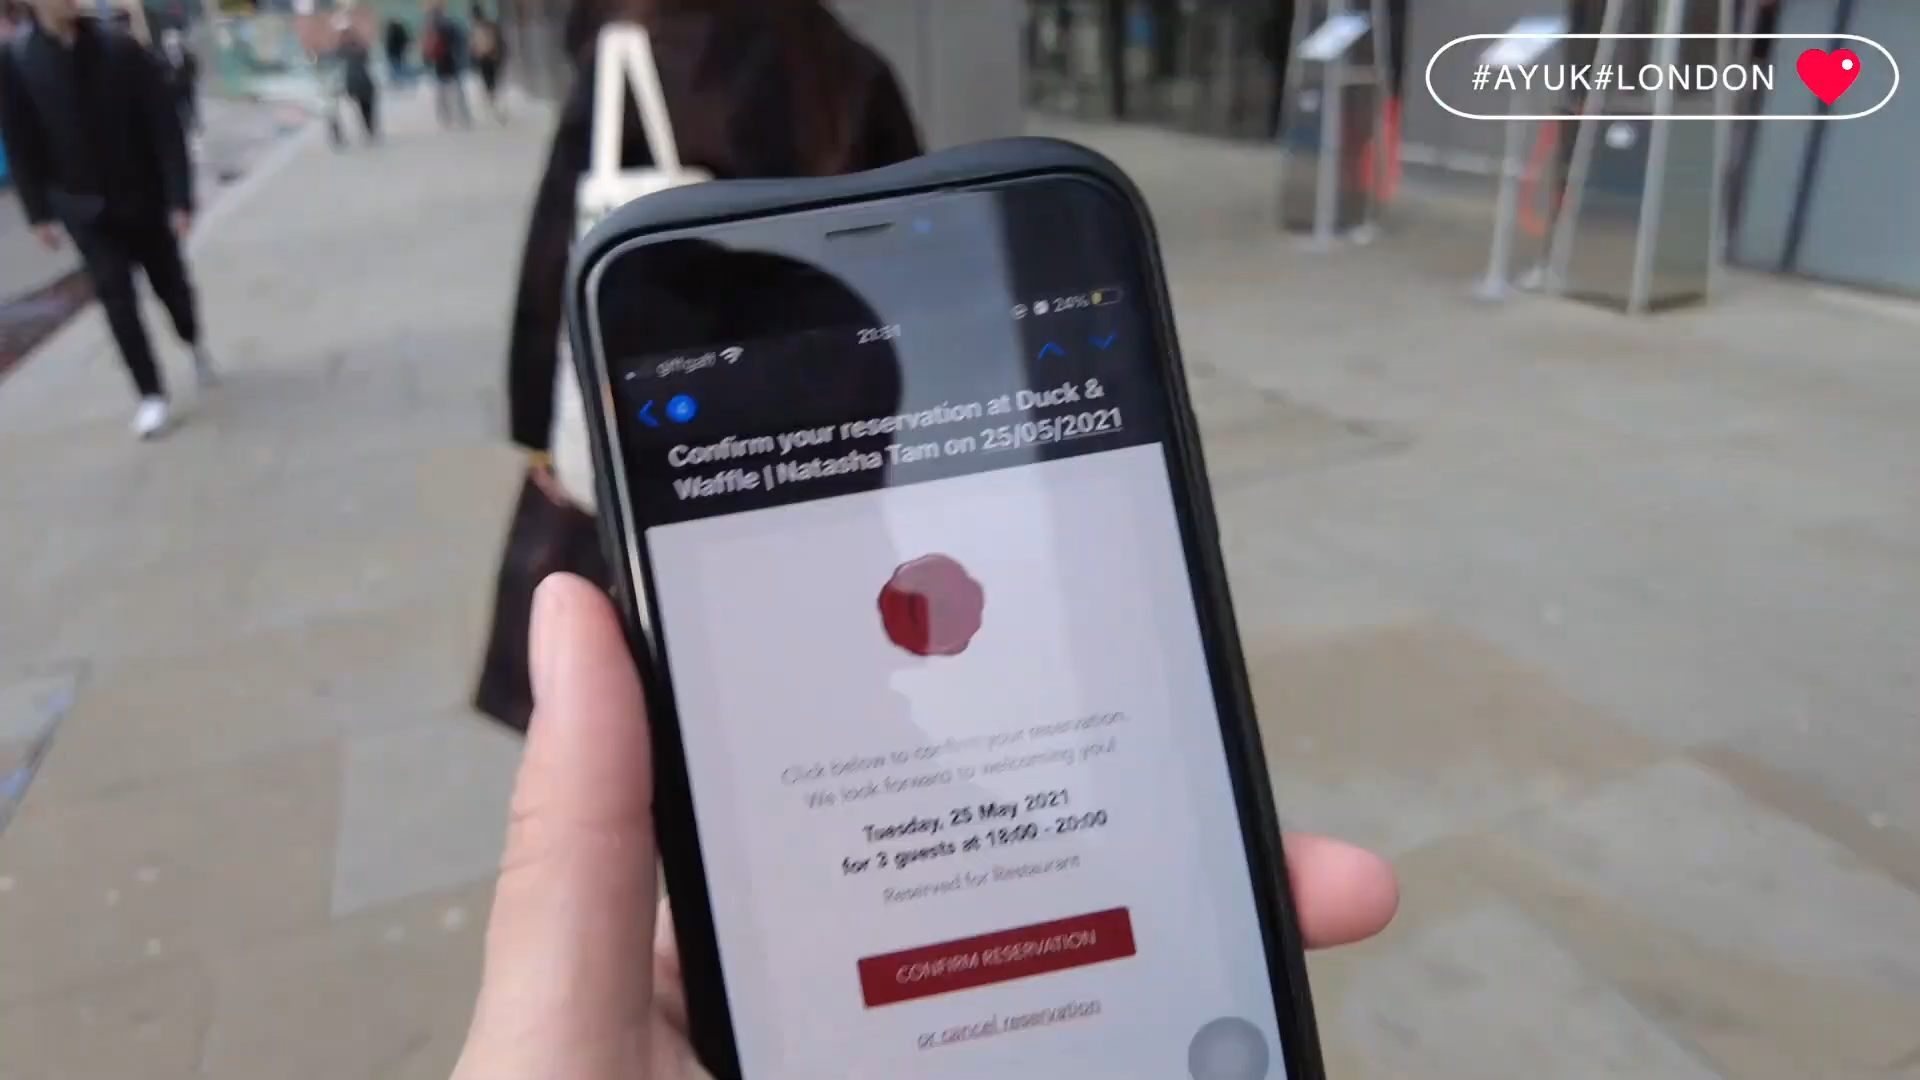 #AYUK#LONDON
giffgaff
24%
Confirm your reservation at Duck &
Waffle | Natasha Tam on 25/05/2021
Click below to confirm your reservation.
We look forward to welcoming you!
Tuesday, 25 May 2021
for 3 guests at 18:00 - 20:00
Reserved for Restaurant
CONFIRM RESERVATION
or cancel reservation